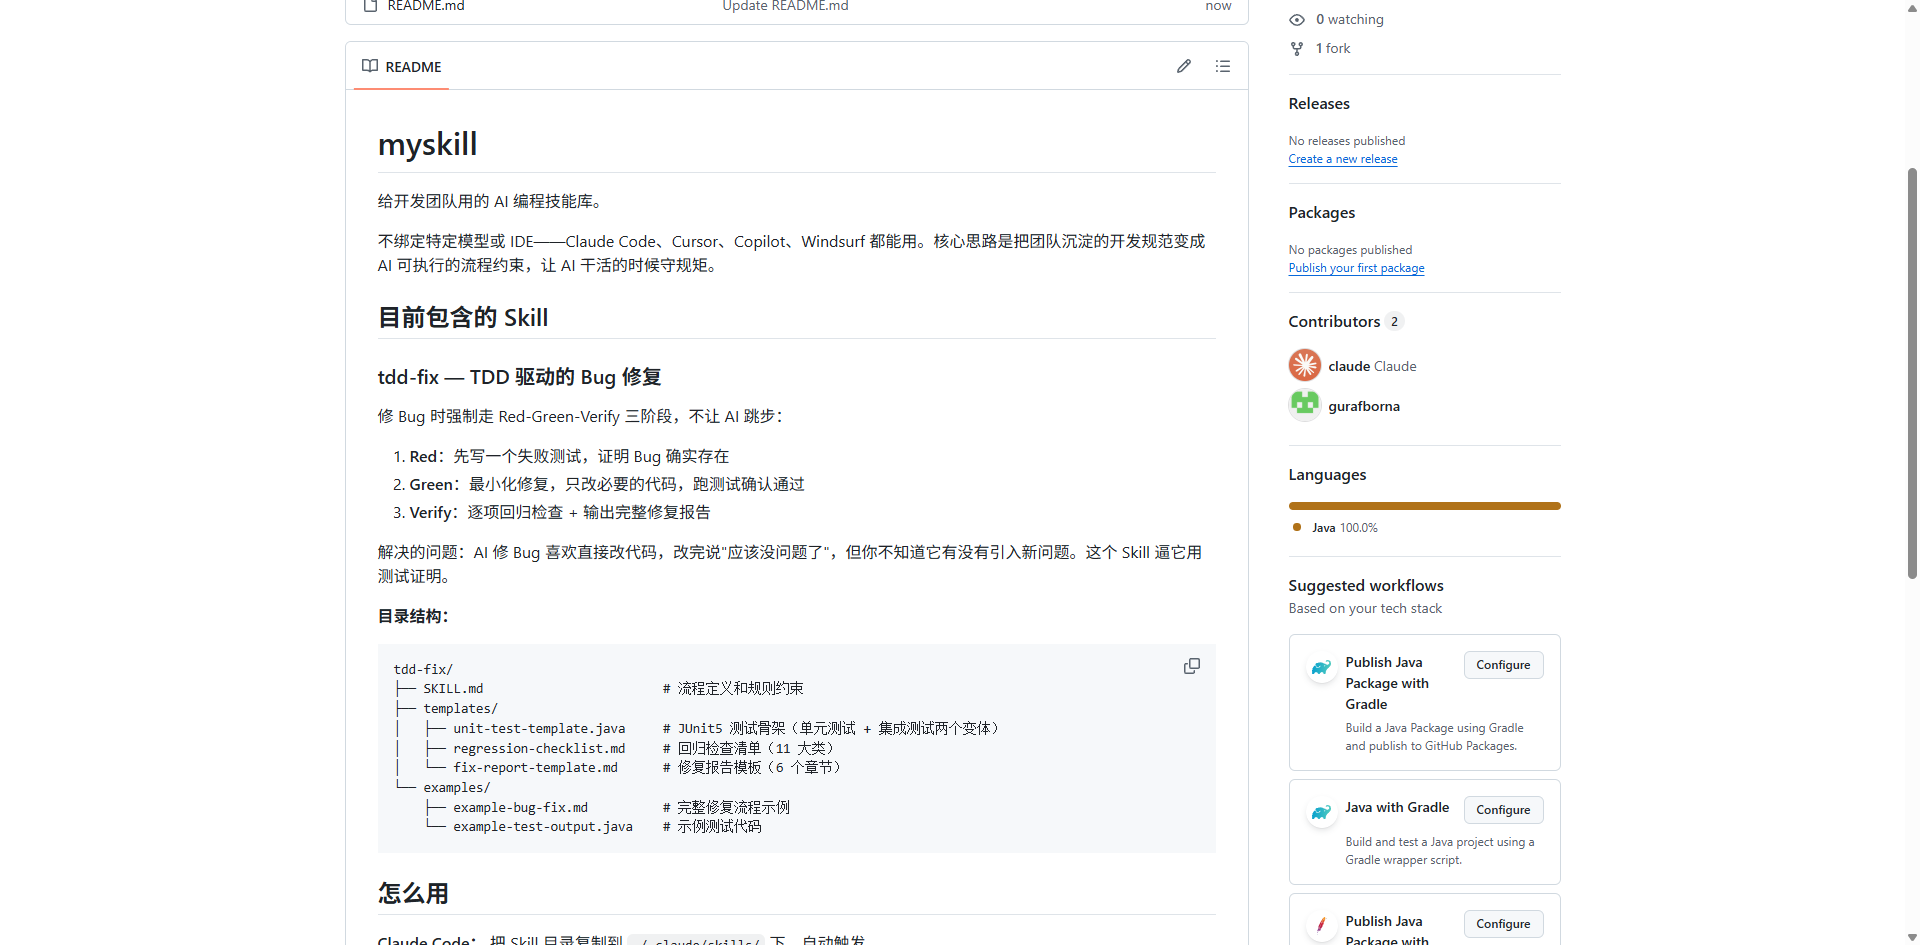 README.md Update README.md now
README
myskill
给开发团队用的 AI 编程技能库。
不绑定特定模型或 IDE——Claude Code、Cursor、Copilot、Windsurf 都能用。核心思路是把团队沉淀的开发规范变成
AI 可执行的流程约束，让 AI 干活的时候守规矩。
目前包含的 Skill
tdd-fix — TDD 驱动的 Bug 修复
修 Bug 时强制走 Red-Green-Verify 三阶段，不让 AI 跳步：
1. Red：先写一个失败测试，证明 Bug 确实存在
2. Green：最小化修复，只改必要的代码，跑测试确认通过
3. Verify：逐项回归检查 + 输出完整修复报告
解决的问题：AI 修 Bug 喜欢直接改代码，改完说"应该没问题了"，但你不知道它有没有引入新问题。这个 Skill 逼它用
测试证明。
目录结构：
tdd-fix/
├── SKILL.md # 流程定义和规则约束
├── templates/
│ ├── unit-test-template.java # JUnit5 测试骨架（单元测试 + 集成测试两个变体）
│ ├── regression-checklist.md # 回归检查清单（11 大类）
│ └── fix-report-template.md # 修复报告模板（6 个章节）
└── examples/
├── example-bug-fix.md # 完整修复流程示例
└── example-test-output.java # 示例测试代码
怎么用
Claude Code： 把 Skill 目录复制到 ~/.claude/skills/ 下，自动触发
0 watching
1 fork
Releases
No releases published
Create a new release
Packages
No packages published
Publish your first package
Contributors 2
claude Claude
gurafborna
Languages
Java 100.0%
Suggested workflows
Based on your tech stack
Publish Java
Package with
Gradle
Configure
Build a Java Package using Gradle
and publish to GitHub Packages.
Java with Gradle
Configure
Build and test a Java project using a
Gradle wrapper script.
Publish Java
Package with
Configure